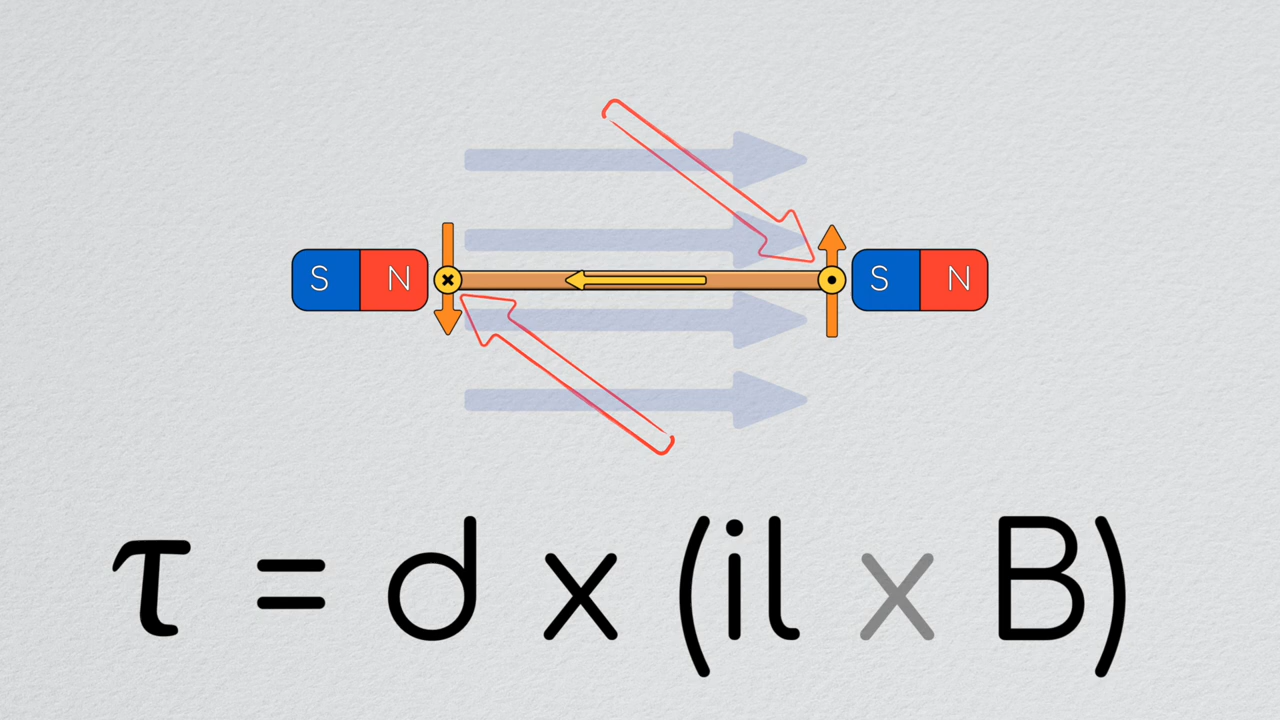 S N S N
τ = d x (il x B)